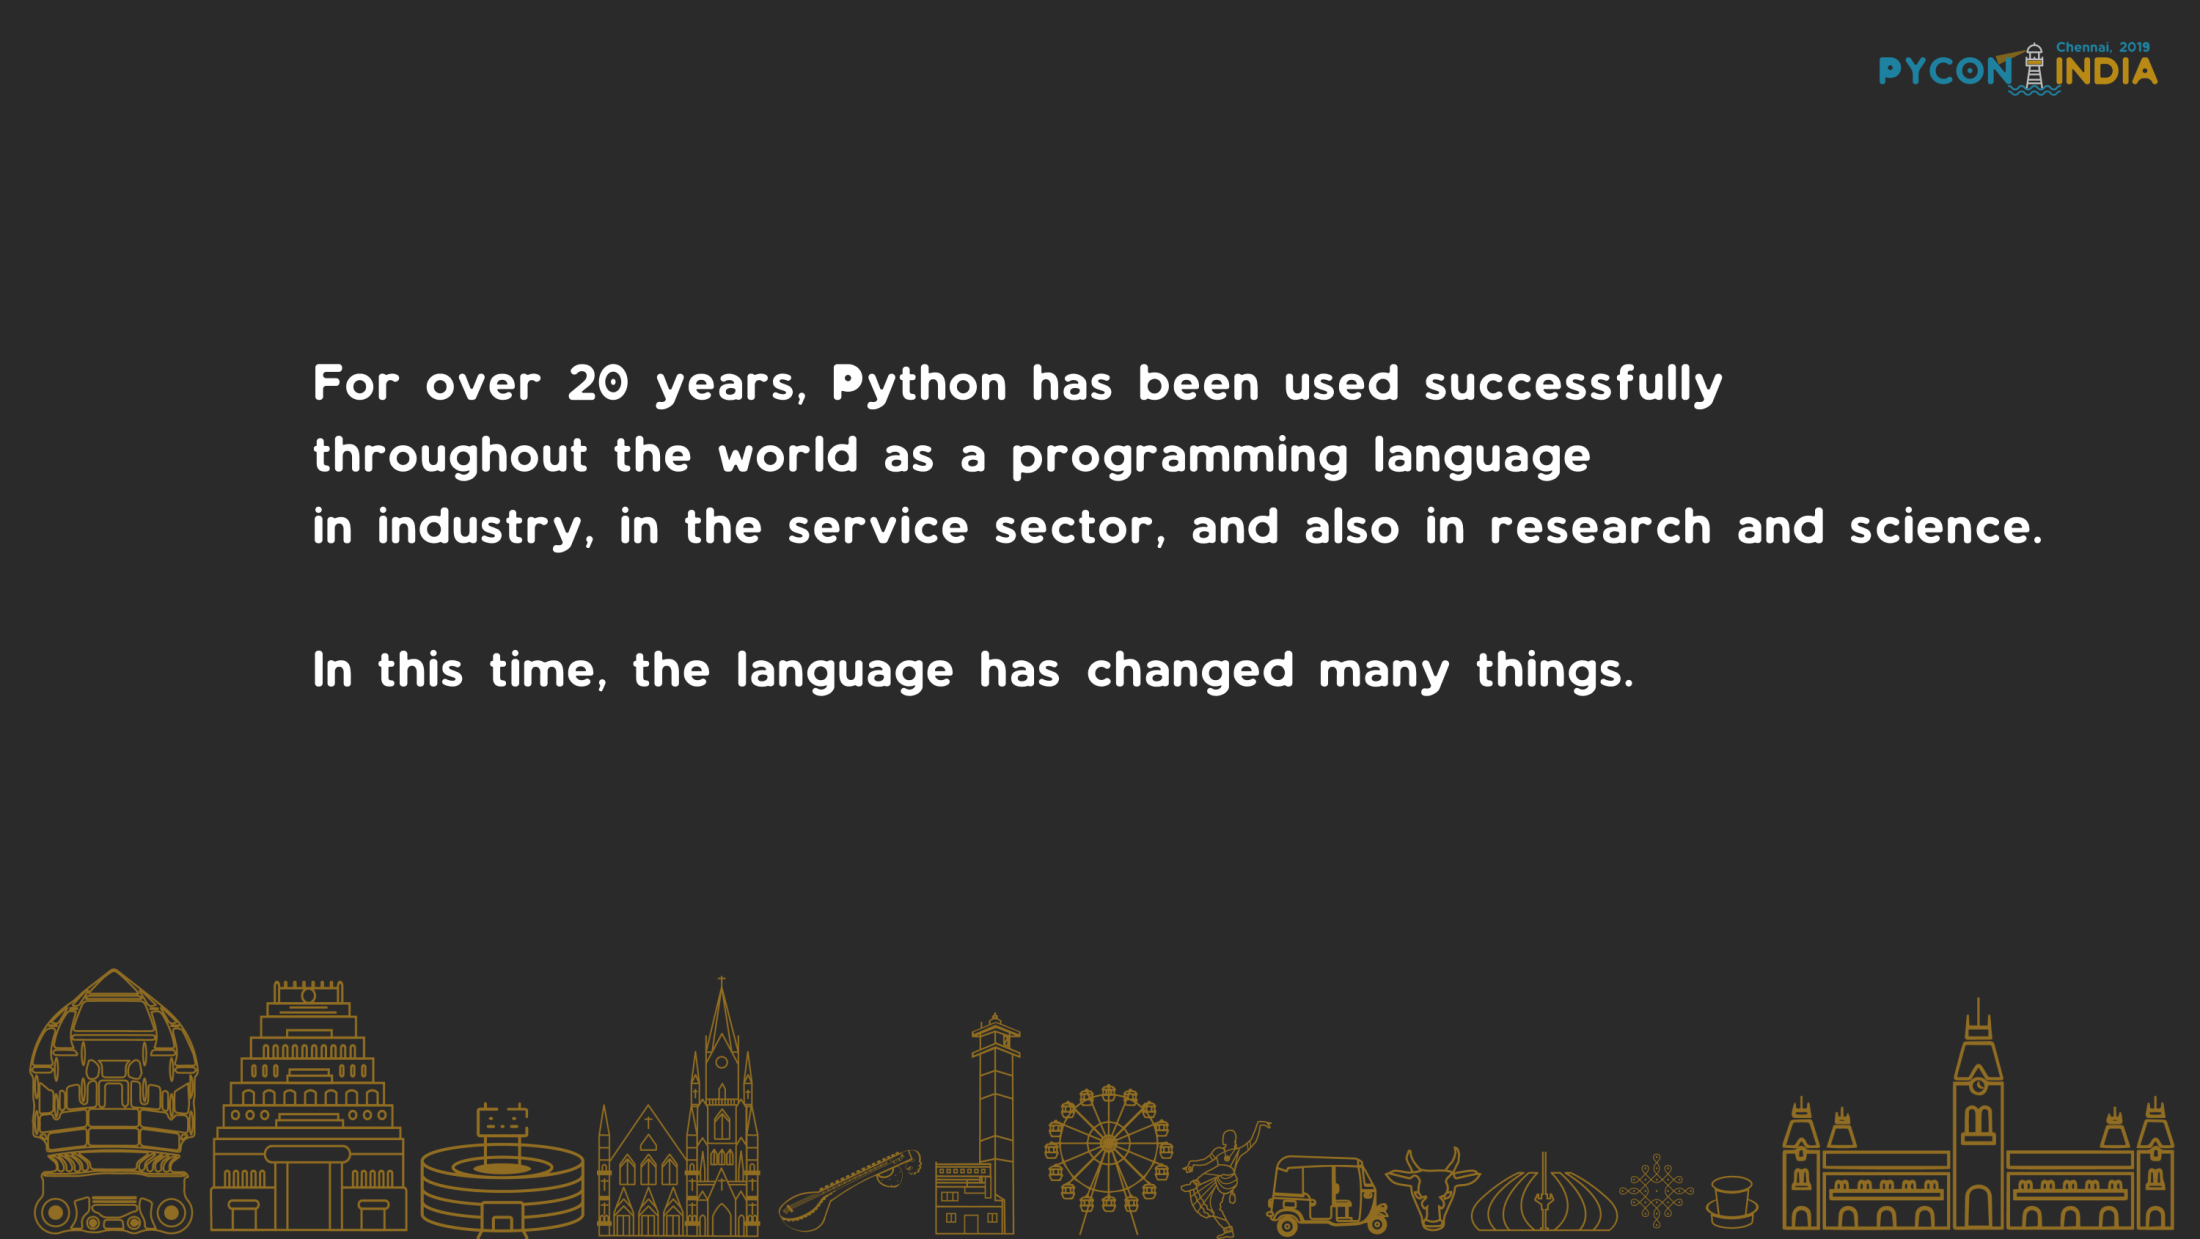 Chennai, 2019
PYCON INDIA
For over 20 years, Python has been used successfully
throughout the world as a programming language
in industry, in the service sector, and also in research and science.
In this time, the language has changed many things.